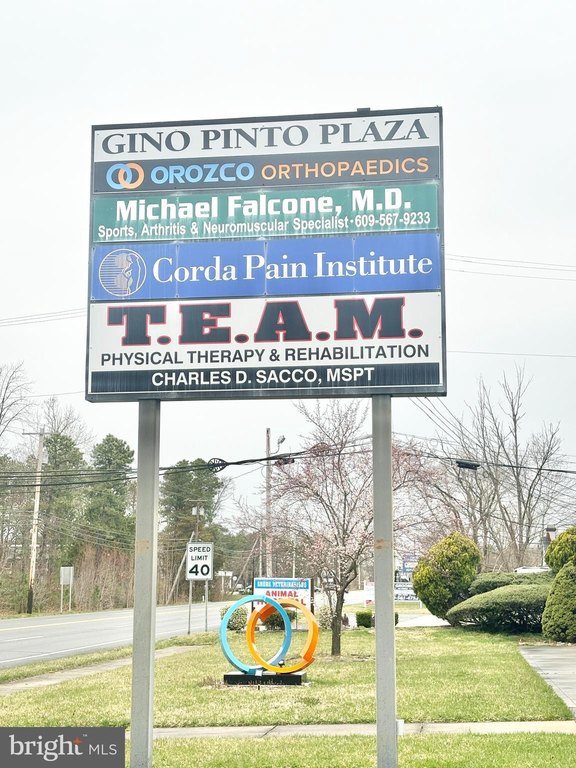 GINO PINTO PLAZA
OROZCO ORTHOPAEDICS
Michael Falcone, M.D.
Sports, Arthritis & Neuromuscular Specialist•609-567-9233
Corda Pain Institute
T.E.A.M.
PHYSICAL THERAPY & REHABILITATION
CHARLES D. SACCO, MSPT
SPEED
LIMIT
40
ANIMAL
bright MLS